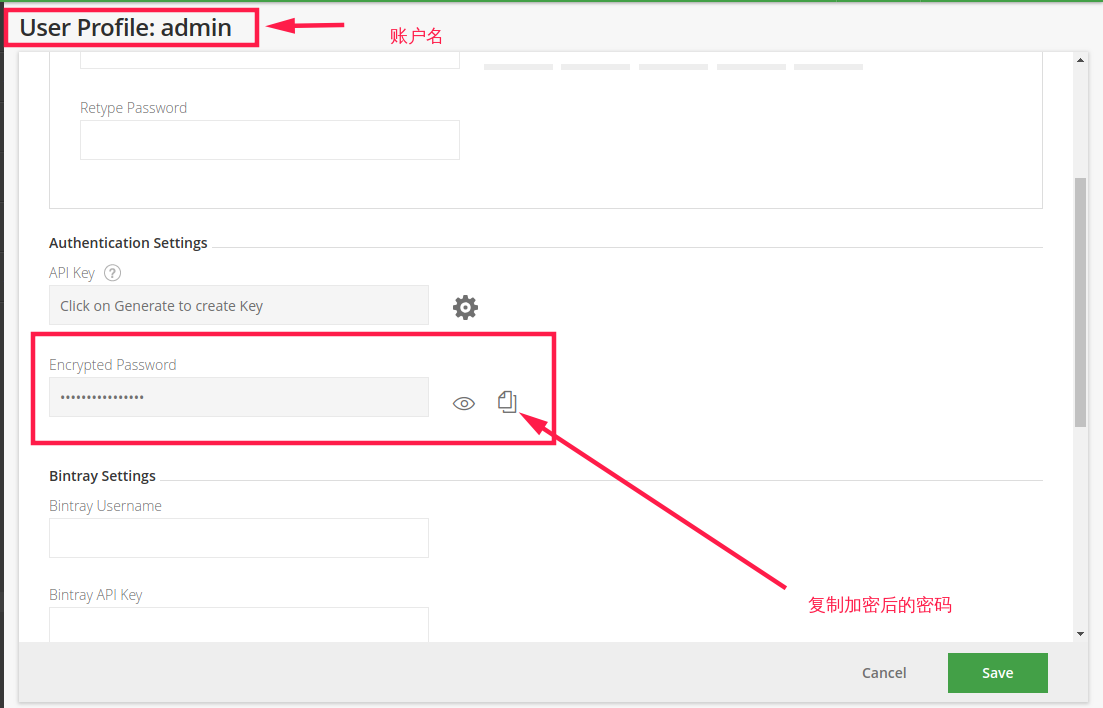 User Profile: admin
账户名
Retype Password
Authentication Settings
API Key ?
Click on Generate to create Key
Encrypted Password
••••••••••••••••
Bintray Settings
Bintray Username
Bintray API Key
复制加密后的密码
Cancel
Save